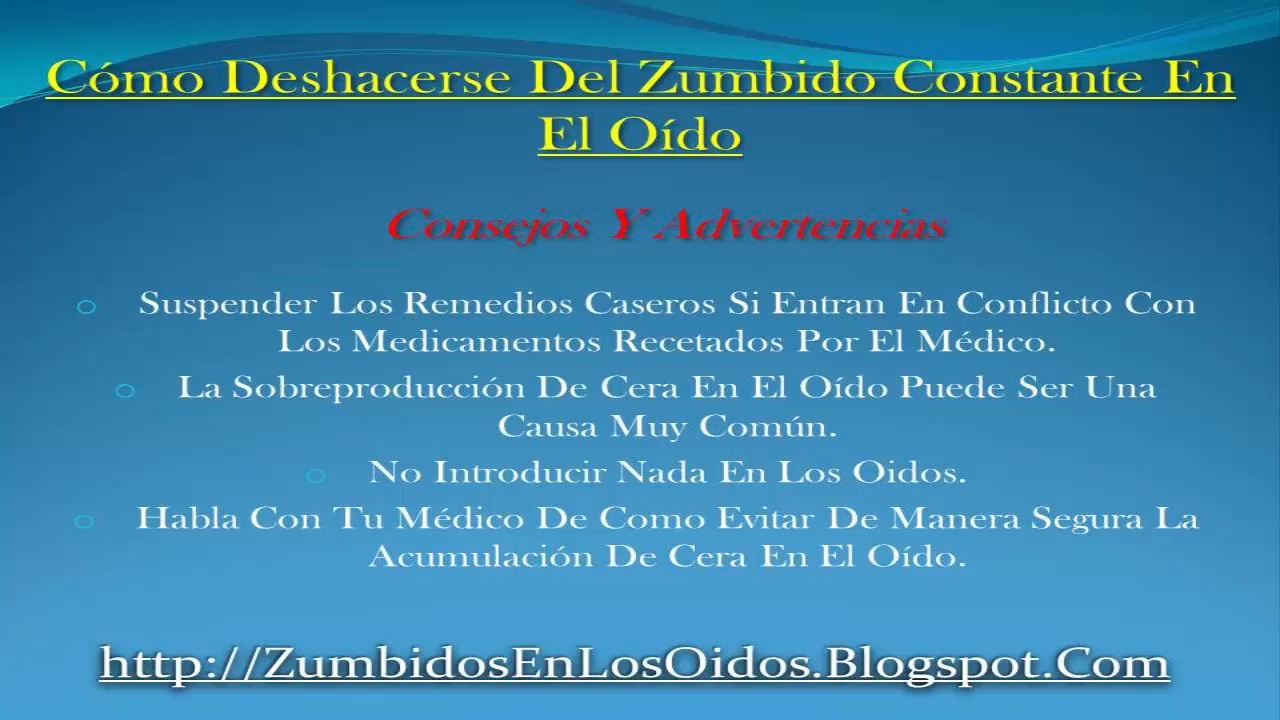 Cómo Deshacerse Del Zumbido Constante En
El Oído
Consejos Y Advertencias
o Suspender Los Remedios Caseros Si Entran En Conflicto Con
Los Medicamentos Recetados Por El Médico.
o La Sobreproducción De Cera En El Oído Puede Ser Una
Causa Muy Común.
o No Introducir Nada En Los Oidos.
o Habla Con Tu Médico De Como Evitar De Manera Segura La
Acumulación De Cera En El Oído.
http://ZumbidosEnLosOidos.Blogspot.Com